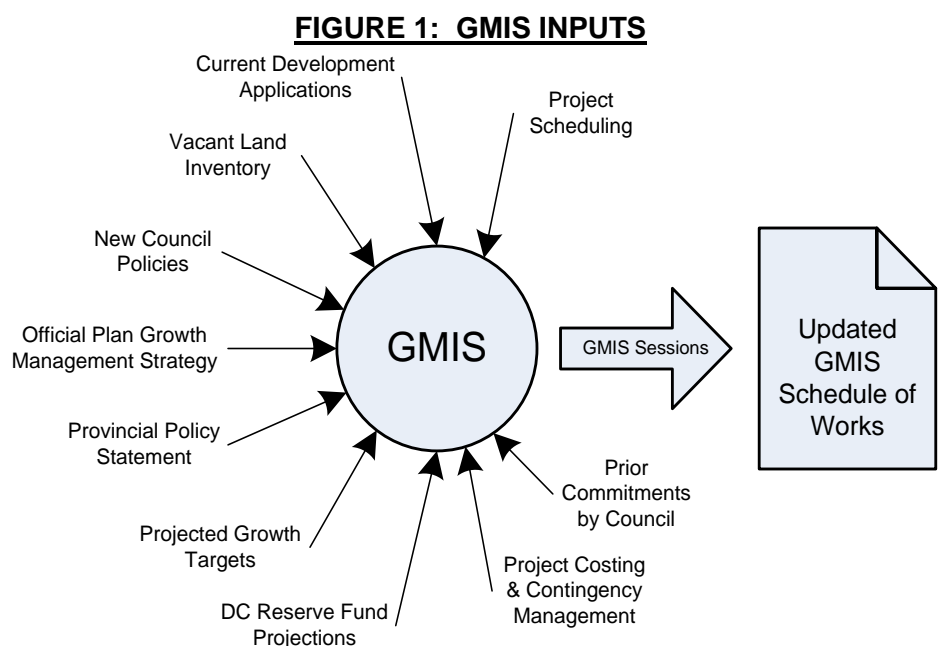 FIGURE 1: GMIS INPUTS
Current Development
Applications
Project
Scheduling
Vacant Land
Inventory
New Council
Policies
Official Plan Growth
Management Strategy
Provincial Policy
Statement
Projected Growth
Targets
DC Reserve Fund
Projections
Project Costing
& Contingency
Management
Prior
Commitments
by Council
GMIS
GMIS Sessions
Updated
GMIS
Schedule of
Works